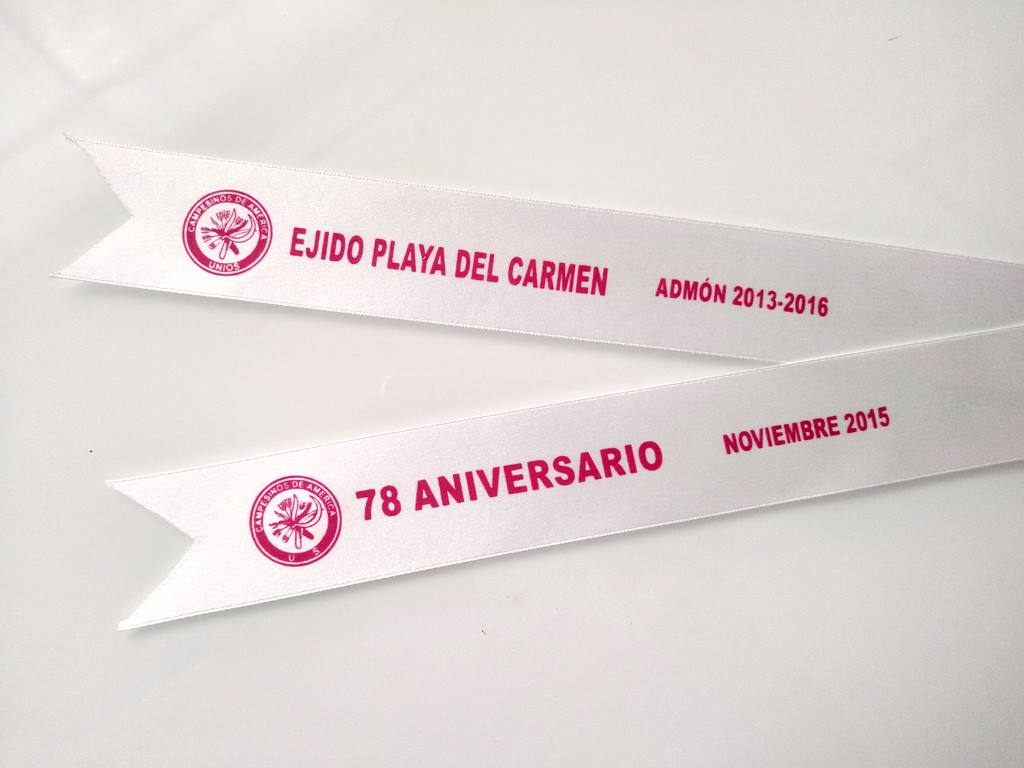 CAMPESINOS DE AMERICA
UNIOS
EJIDO PLAYA DEL CARMEN
ADMÓN 2013-2016
CAMPESINOS DE AMERICA
U S
78 ANIVERSARIO
NOVIEMBRE 2015